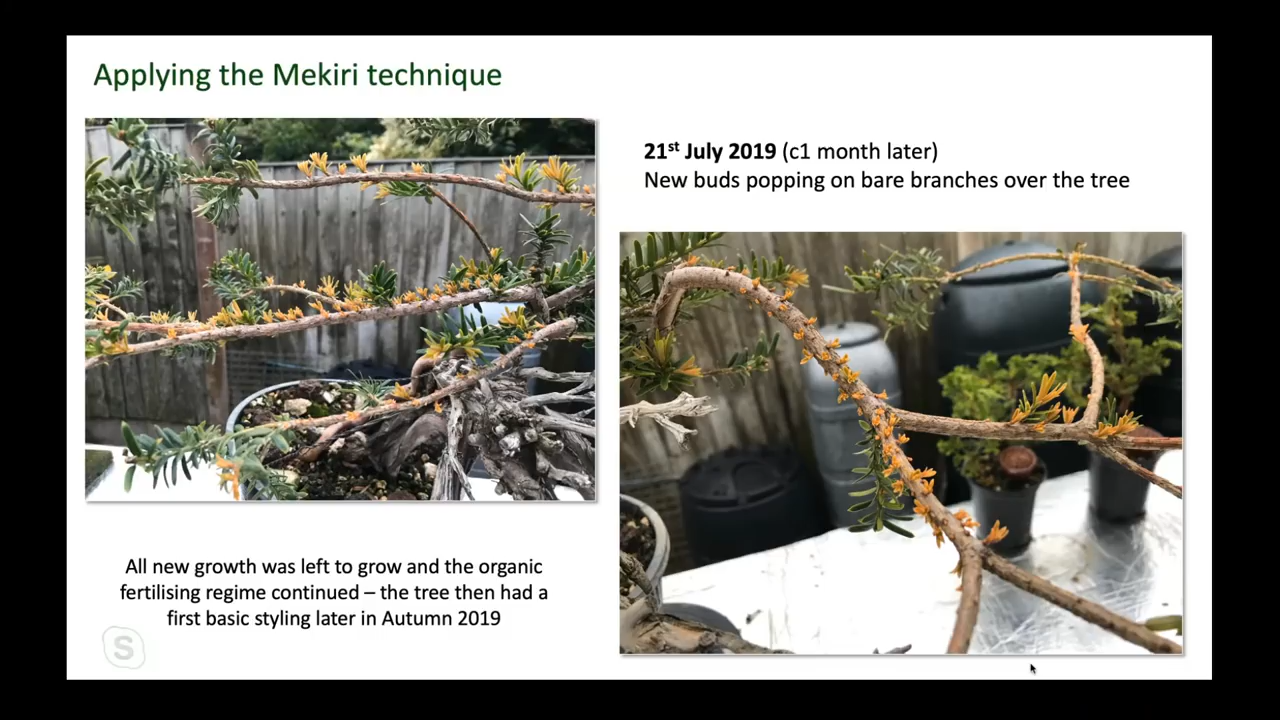 Applying the Mekiri technique
21st July 2019 (c1 month later)
New buds popping on bare branches over the tree
All new growth was left to grow and the organic
fertilising regime continued – the tree then had a
first basic styling later in Autumn 2019
S